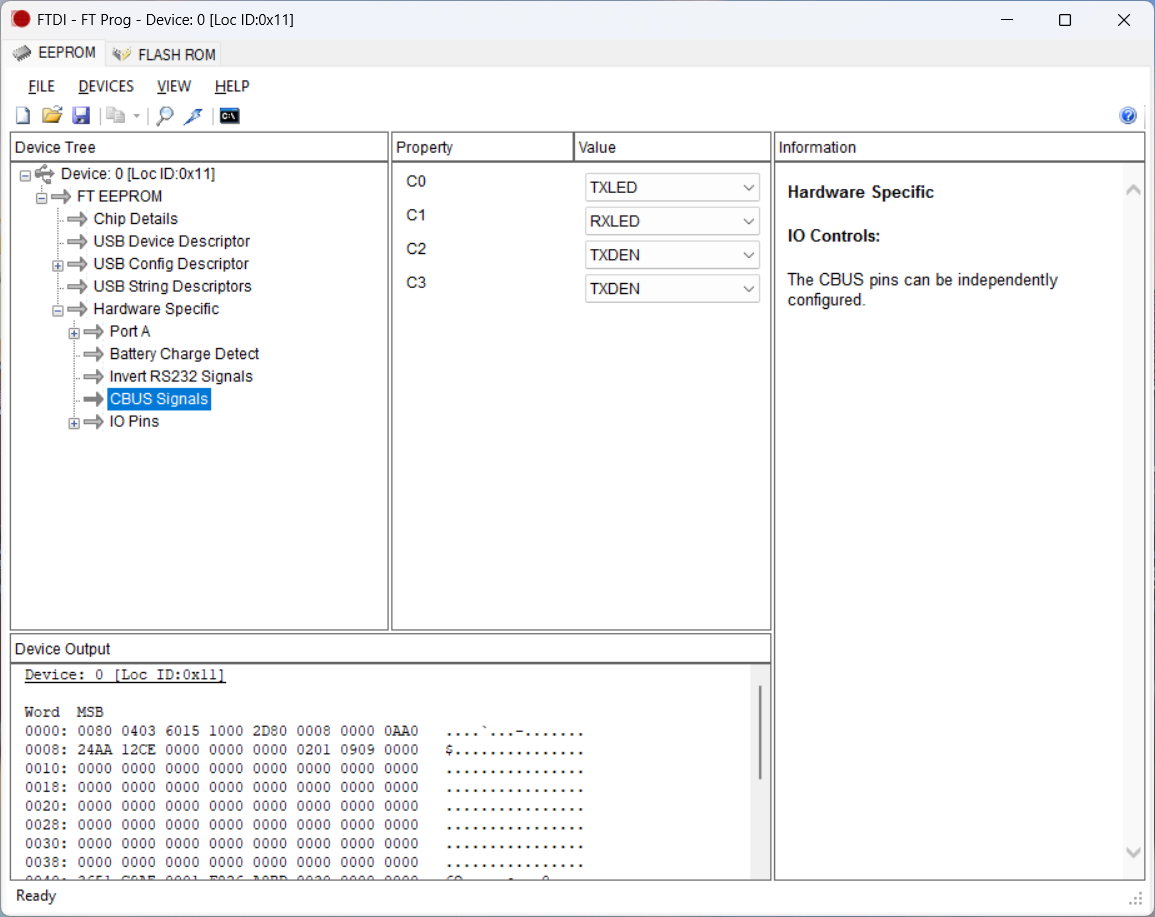 FTDI - FT Prog - Device: 0 [Loc ID:0x11]
EEPROM
FLASH ROM
FILE DEVICES VIEW HELP
C:\
Device Tree
Device: 0 [Loc ID:0x11]
FT EEPROM
Chip Details
USB Device Descriptor
USB Config Descriptor
USB String Descriptors
Hardware Specific
Port A
Battery Charge Detect
Invert RS232 Signals
CBUS Signals
IO Pins
Property Value
C0 TXLED
C1 RXLED
C2 TXDEN
C3 TXDEN
Information
Hardware Specific
IO Controls:
The CBUS pins can be independently
configured.
Device Output
Device: 0 [Loc ID:0x11]
Word MSB
0000: 0080 0403 6015 1000 2D80 0008 0000 0AA0 ....`...-.......
0008: 24AA 12CE 0000 0000 0000 0201 0909 0000 $...............
0010: 0000 0000 0000 0000 0000 0000 0000 0000 ................
0018: 0000 0000 0000 0000 0000 0000 0000 0000 ................
0020: 0000 0000 0000 0000 0000 0000 0000 0000 ................
0028: 0000 0000 0000 0000 0000 0000 0000 0000 ................
0030: 0000 0000 0000 0000 0000 0000 0000 0000 ................
0038: 0000 0000 0000 0000 0000 0000 0000 0000 ................
Ready